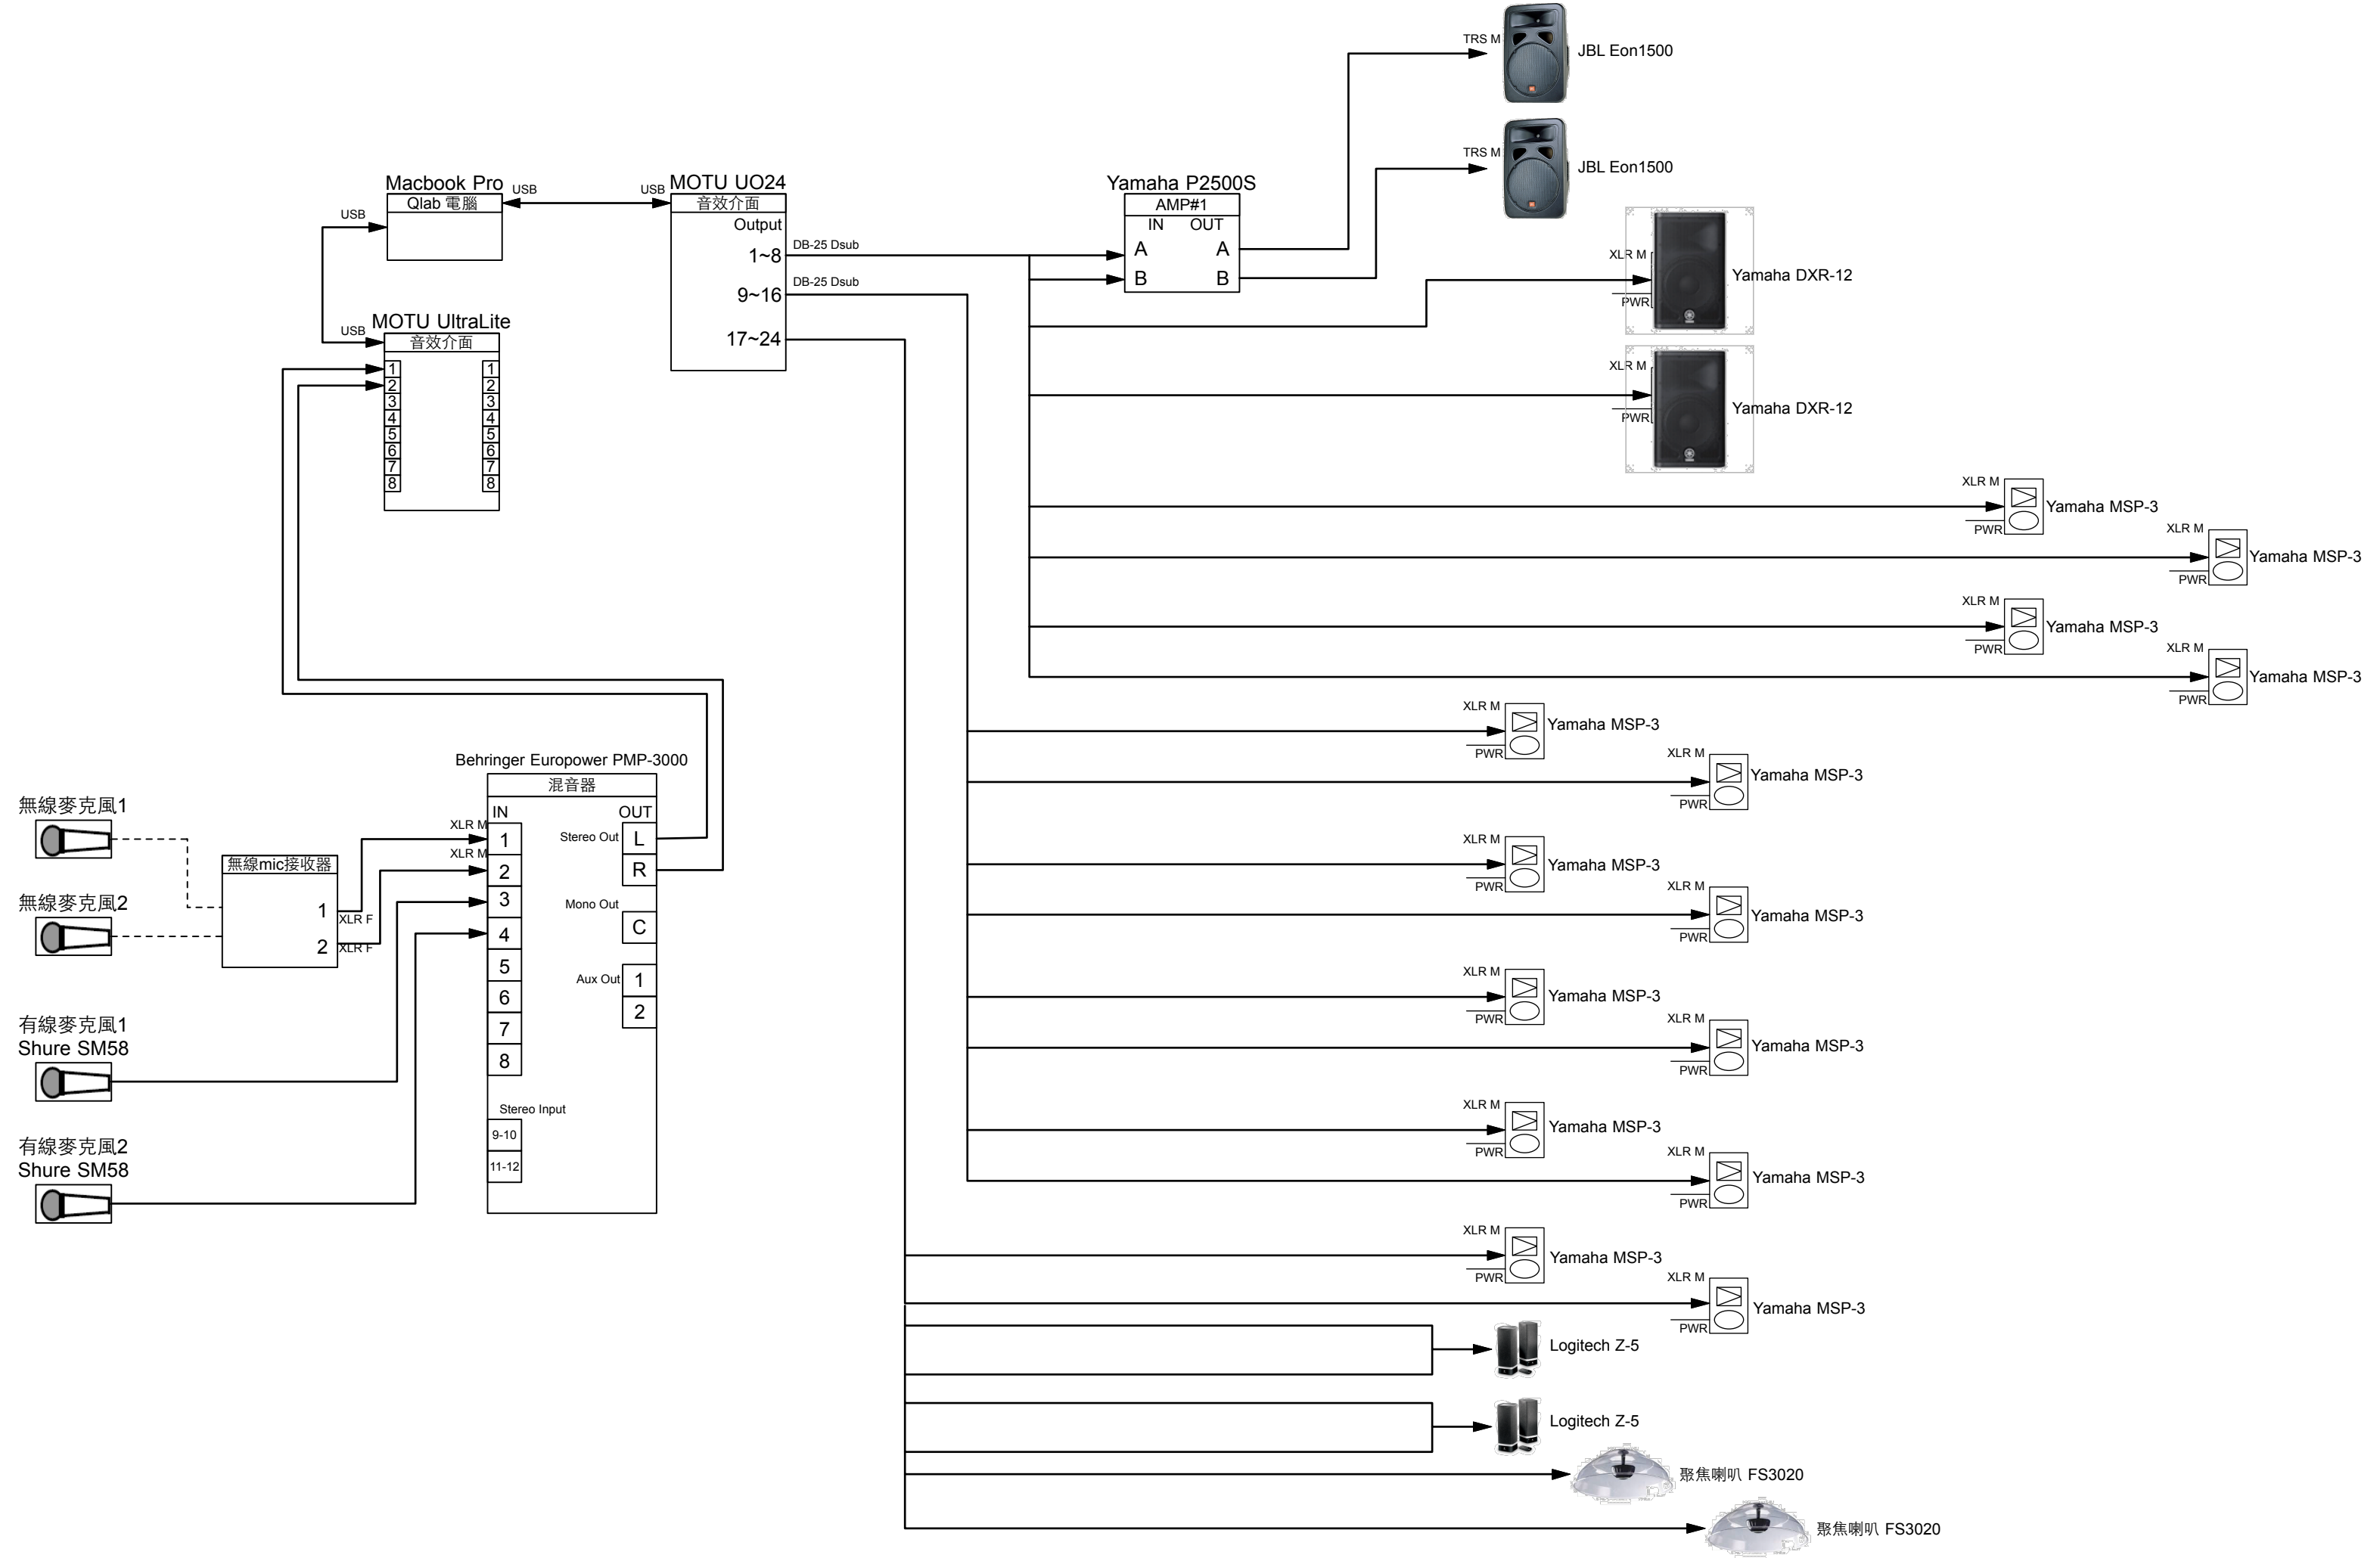 TRS M
JBL Eon1500
TRS M
JBL Eon1500
Macbook Pro
Qlab 電腦
USB
USB
USB
MOTU UO24
音效介面
Output
1~8
9~16
17~24
DB-25 Dsub
DB-25 Dsub
Yamaha P2500S
AMP#1
IN OUT
A A
B B
XLR M
PWR
Yamaha DXR-12
XLR M
PWR
Yamaha DXR-12
USB
MOTU UltraLite
音效介面
1 1
2 2
3 3
4 4
5 5
6 6
7 7
8 8
XLR M
PWR
Yamaha MSP-3
XLR M
PWR
Yamaha MSP-3
XLR M
PWR
Yamaha MSP-3
XLR M
PWR
Yamaha MSP-3
XLR M
PWR
Yamaha MSP-3
XLR M
PWR
Yamaha MSP-3
XLR M
PWR
Yamaha MSP-3
XLR M
PWR
Yamaha MSP-3
XLR M
PWR
Yamaha MSP-3
XLR M
PWR
Yamaha MSP-3
XLR M
PWR
Yamaha MSP-3
XLR M
PWR
Yamaha MSP-3
XLR M
PWR
Yamaha MSP-3
XLR M
PWR
Yamaha MSP-3
Logitech Z-5
Logitech Z-5
聚焦喇叭 FS3020
聚焦喇叭 FS3020
Behringer Europower PMP-3000
混音器
IN
OUT
XLR M
XLR M
1
2
3
4
5
6
7
8
Stereo Input
9-10
11-12
Stereo Out
L
R
Mono Out
C
Aux Out
1
2
無線麥克風1
無線麥克風2
無線mic接收器
1
XLR F
2
XLR F
有線麥克風1
Shure SM58
有線麥克風2
Shure SM58